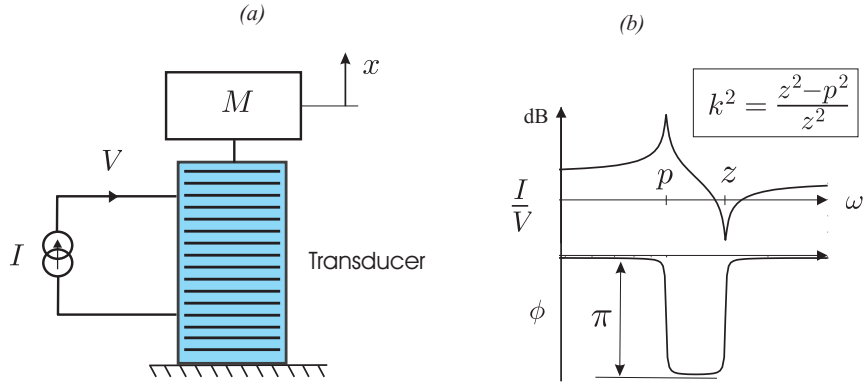 (a)
x
M
V
I
Transducer
(b)
k² = z²−p² / z²
dB
p z
I/V
ω
ϕ
π